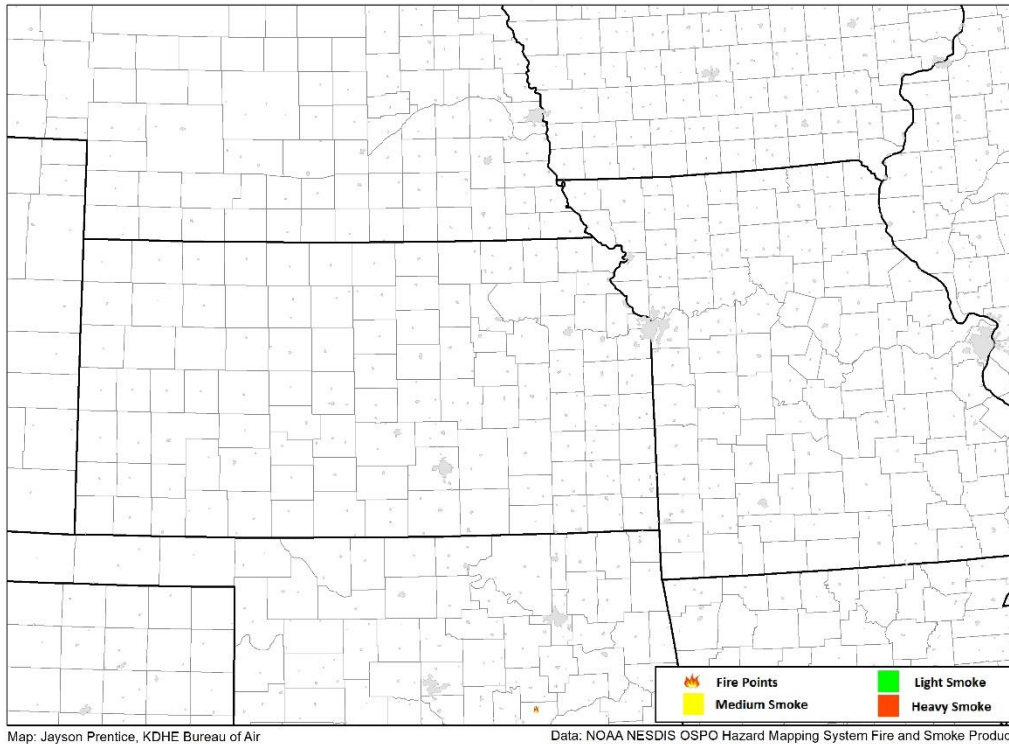 Fire Points
Light Smoke
Medium Smoke
Heavy Smoke
Map: Jayson Prentice, KDHE Bureau of Air
Data: NOAA NESDIS OSPO Hazard Mapping System Fire and Smoke Produc